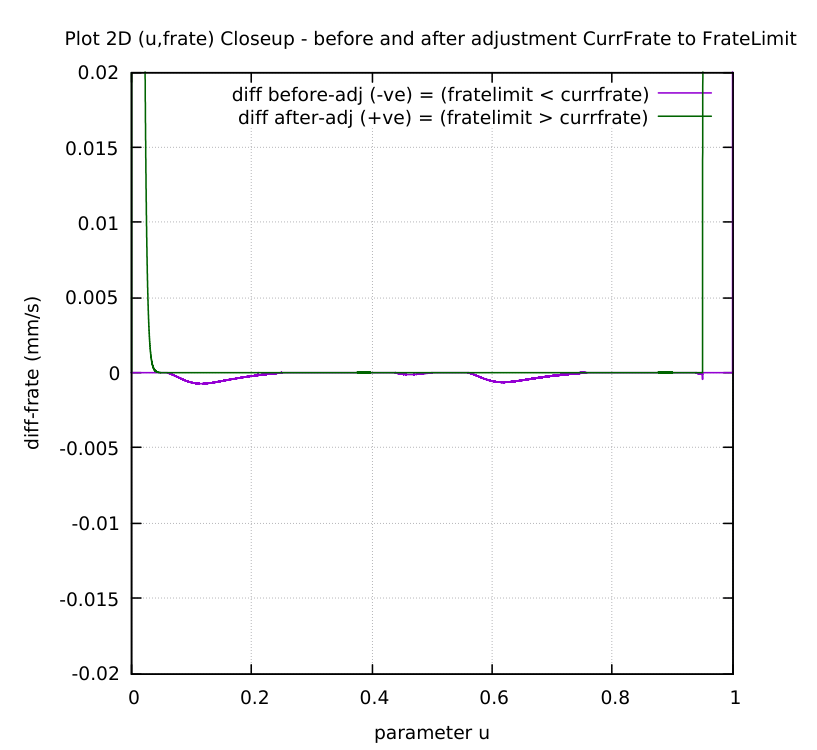 Plot 2D (u,frate) Closeup - before and after adjustment CurrFrate to FrateLimit
diff before-adj (-ve) = (fratelimit < currfrate)
diff after-adj (+ve) = (fratelimit > currfrate)
0.02
0.015
0.01
0.005
0
-0.005
-0.01
-0.015
-0.02
diff-frate (mm/s)
0 0.2 0.4 0.6 0.8 1
parameter u